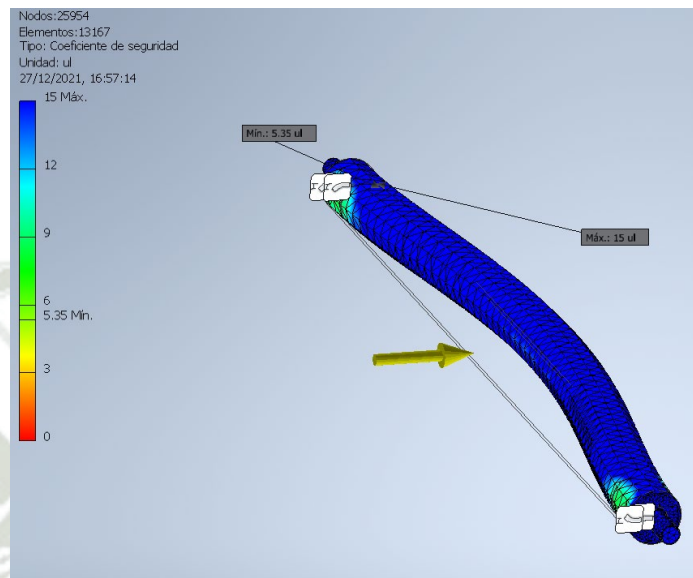 Nodos:25954
Elementos:13167
Tipo: Coeficiente de seguridad
Unidad: ul
27/12/2021, 16:57:14
15 Máx.
12
9
6
5.35 Mín.
3
0
Mín.: 5.35 ul
Máx.: 15 ul